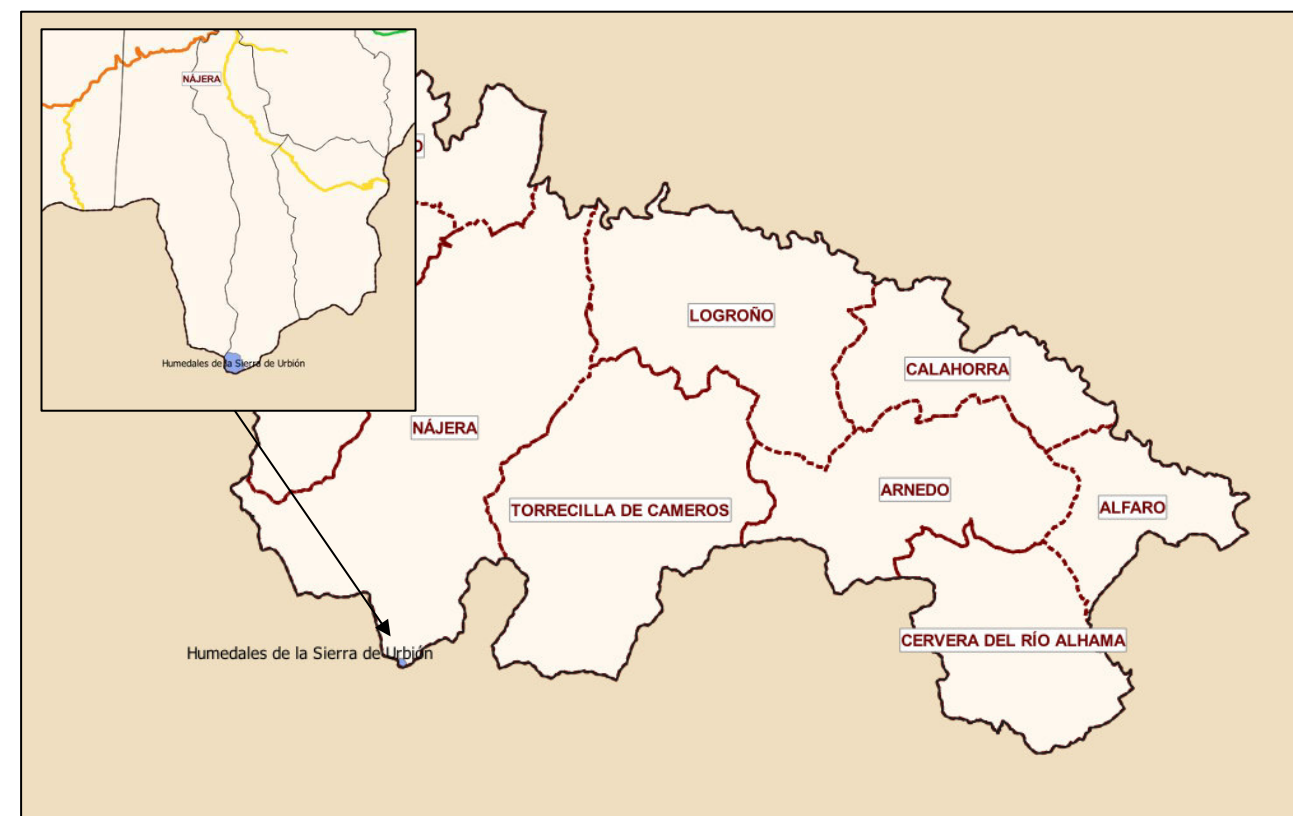 NÁJERA
Humedales de la Sierra de Urbión
LOGROÑO
CALAHORRA
NÁJERA
ARNEDO
TORRECILLA DE CAMEROS
ALFARO
CERVERA DEL RÍO ALHAMA
Humedales de la Sierra de Urbión